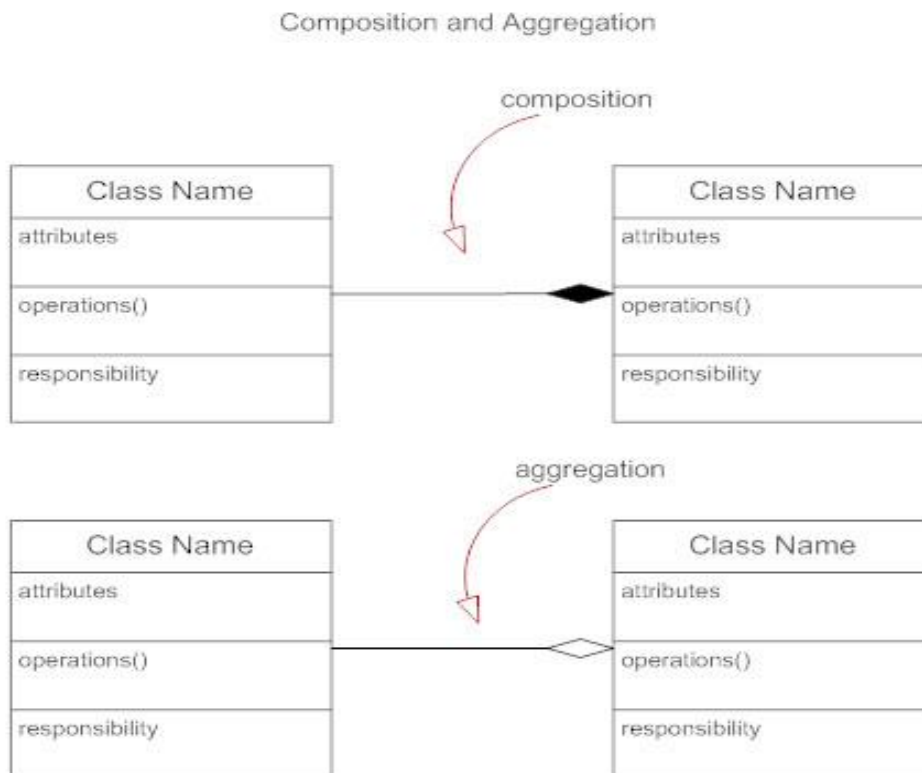 Composition and Aggregation
composition
Class Name
attributes
operations()
responsibility
Class Name
attributes
operations()
responsibility
aggregation
Class Name
attributes
operations()
responsibility
Class Name
attributes
operations()
responsibility